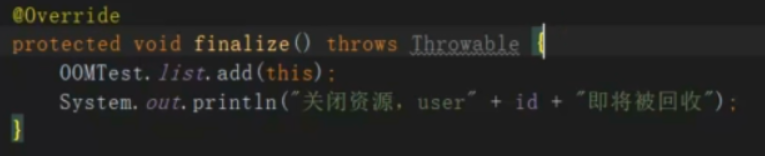 @Override
protected void finalize() throws Throwable {
OOMTest.list.add(this);
System.out.println("关闭资源，user" + id + "即将被回收");
}